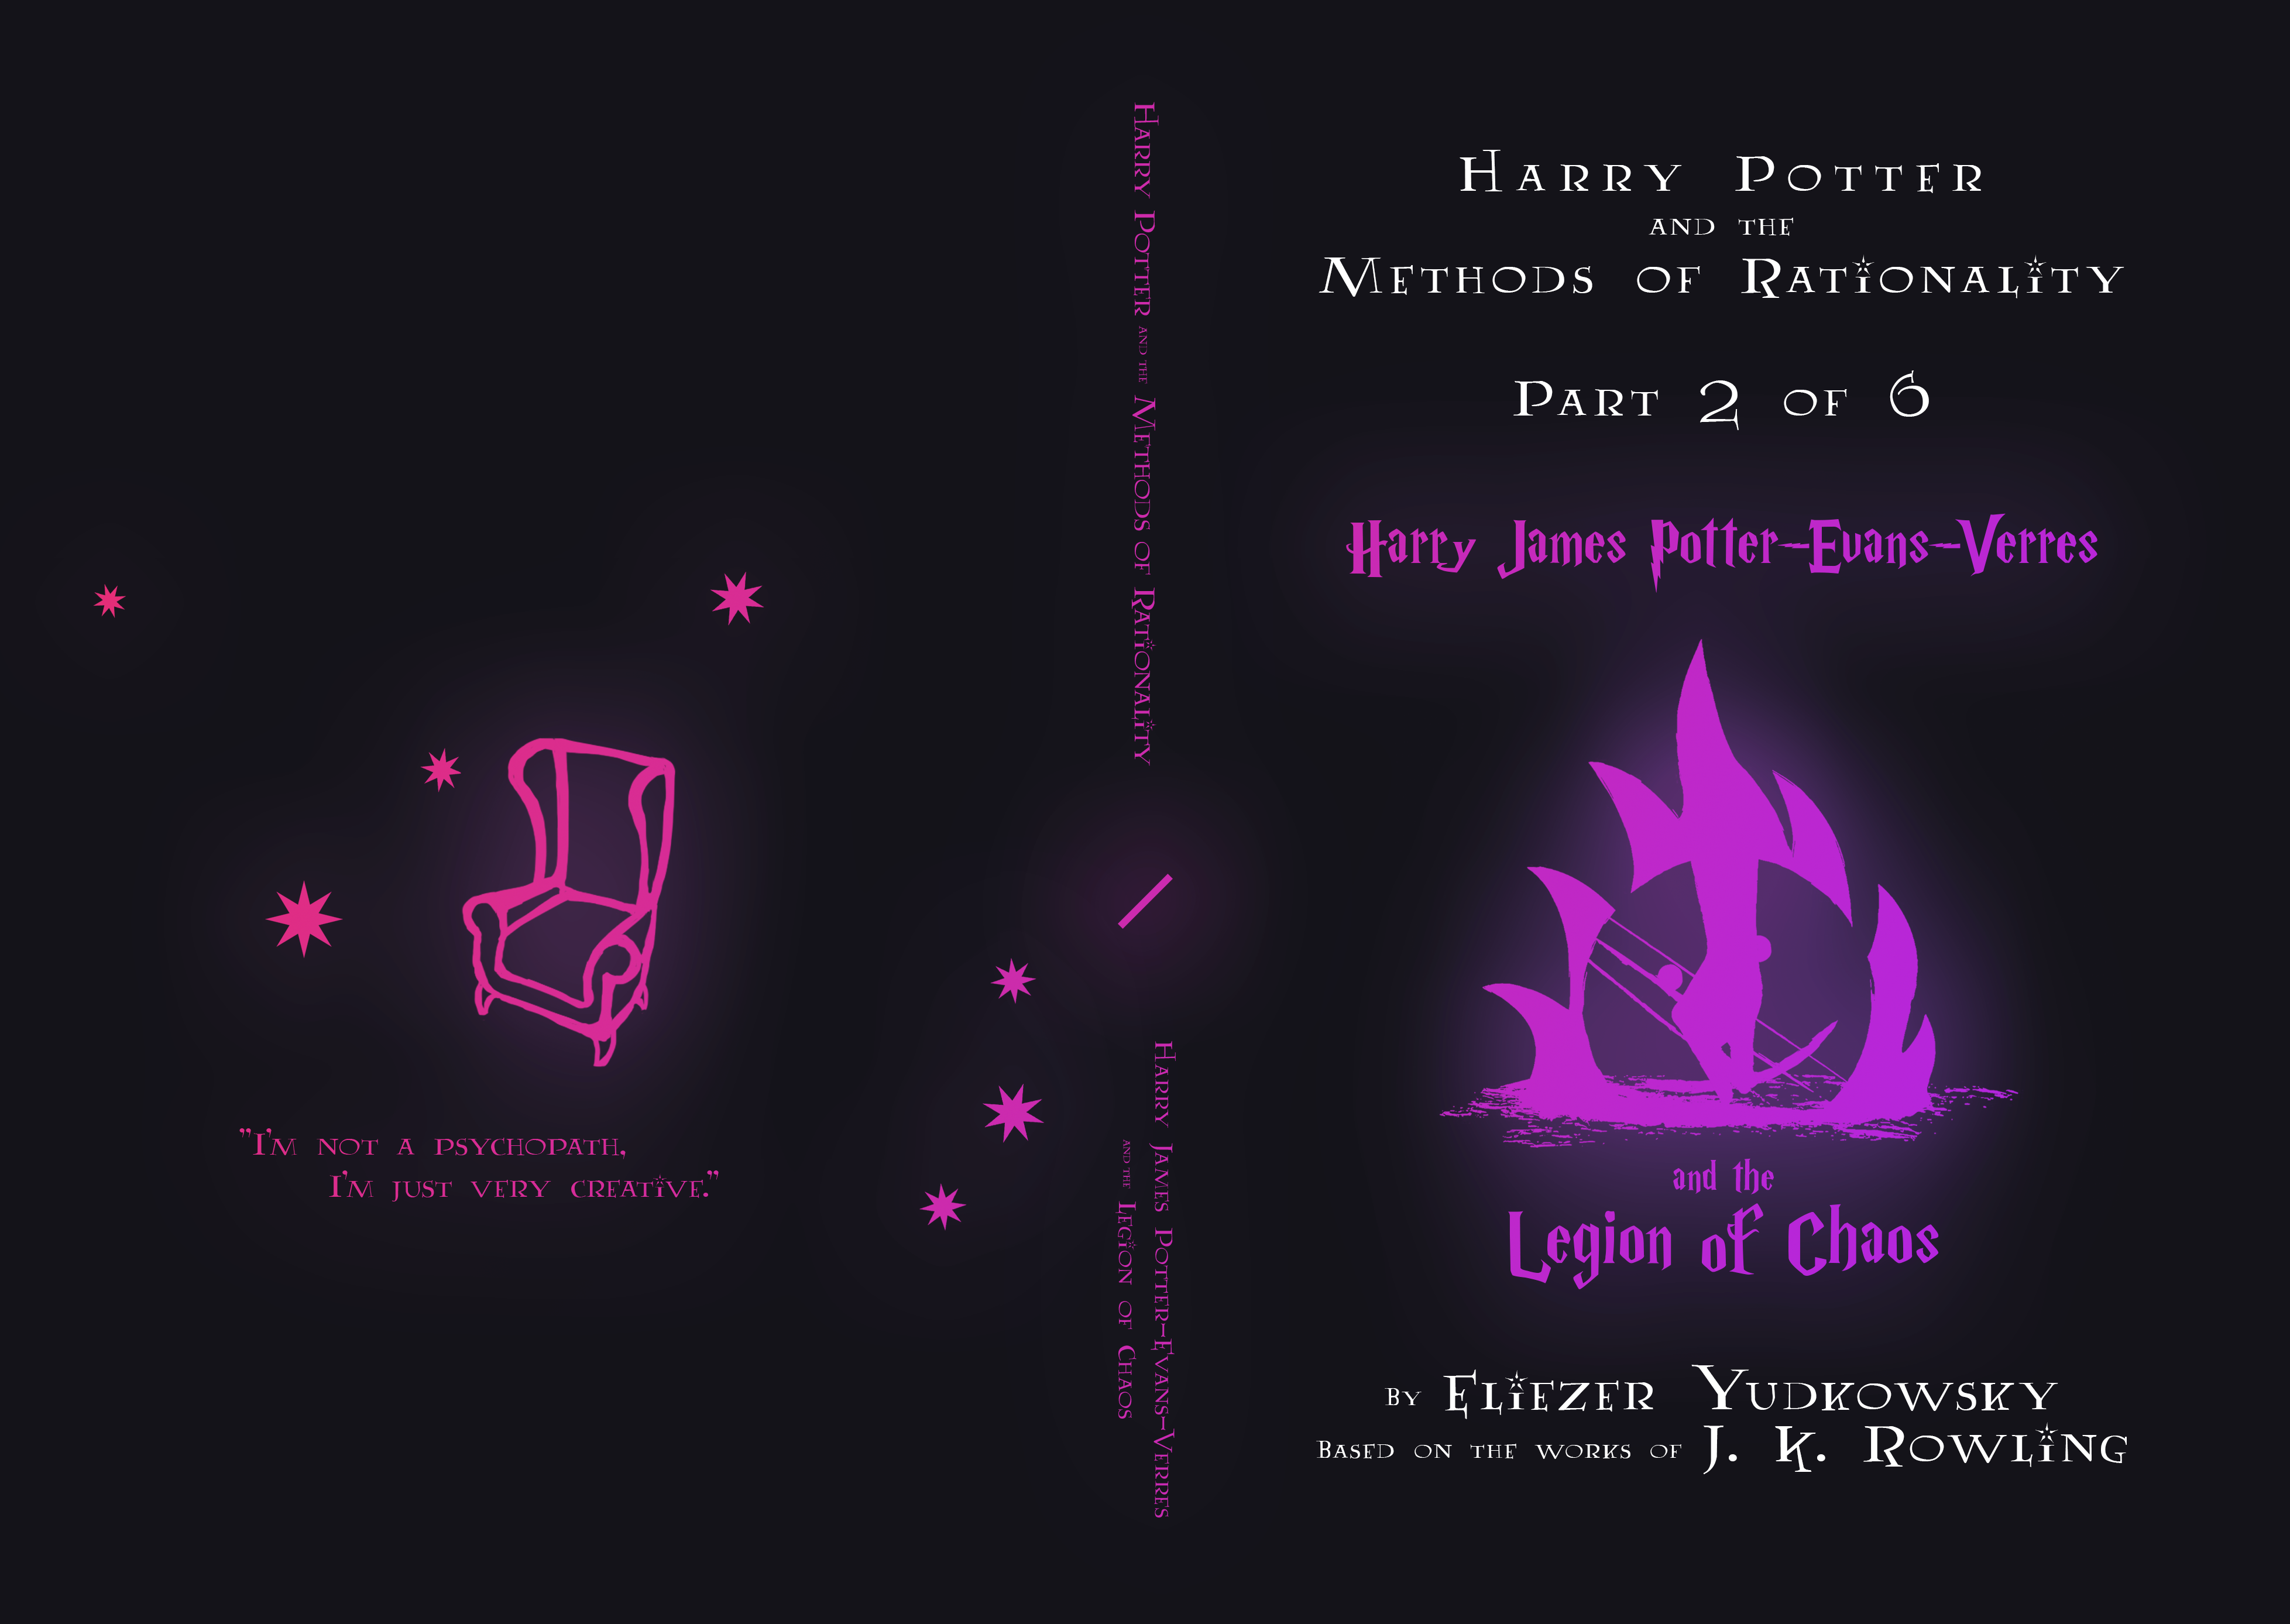 ”I’m not a psychopath,
I’m just very creative.”
Harry Potter and the Methods of Rationality
Harry James Potter-Evans-Verres
and the Legion of Chaos
Harry Potter
and the
Methods of Rationality
Part 2 of 6
Harry James Potter-Evans-Verres
and the
Legion of Chaos
by Eliezer Yudkowsky
Based on the works of J. K. Rowling